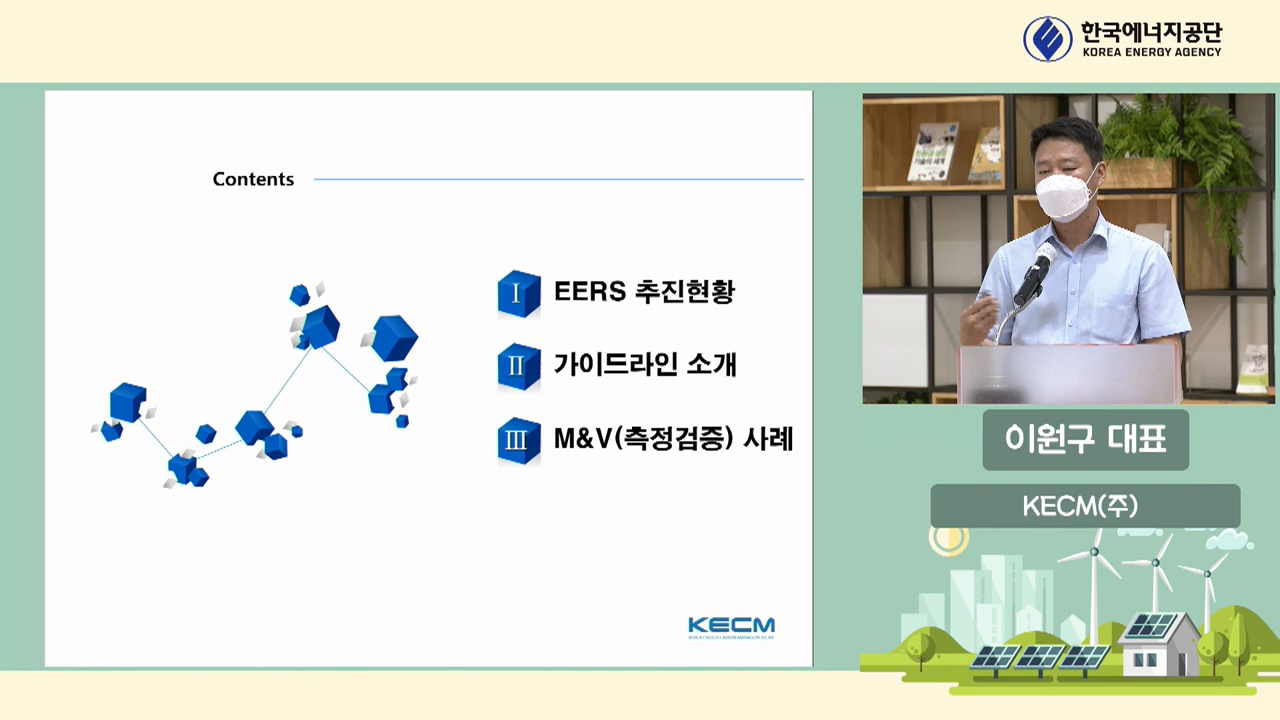 한국에너지공단
KOREA ENERGY AGENCY
Contents
Ⅰ EERS 추진현황
Ⅱ 가이드라인 소개
Ⅲ M&V(측정검증) 사례
KECM
이원구 대표
KECM(주)